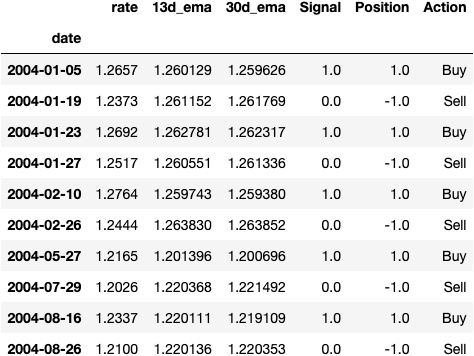 rate 13d_ema 30d_ema Signal Position Action
date
2004-01-05 1.2657 1.260129 1.259626 1.0 1.0 Buy
2004-01-19 1.2373 1.261152 1.261769 0.0 -1.0 Sell
2004-01-23 1.2692 1.262781 1.262317 1.0 1.0 Buy
2004-01-27 1.2517 1.260551 1.261336 0.0 -1.0 Sell
2004-02-10 1.2764 1.259743 1.259380 1.0 1.0 Buy
2004-02-26 1.2444 1.263830 1.263852 0.0 -1.0 Sell
2004-05-27 1.2165 1.201396 1.200696 1.0 1.0 Buy
2004-07-29 1.2026 1.220368 1.221492 0.0 -1.0 Sell
2004-08-16 1.2337 1.220111 1.219109 1.0 1.0 Buy
2004-08-26 1.2100 1.220136 1.220353 0.0 -1.0 Sell